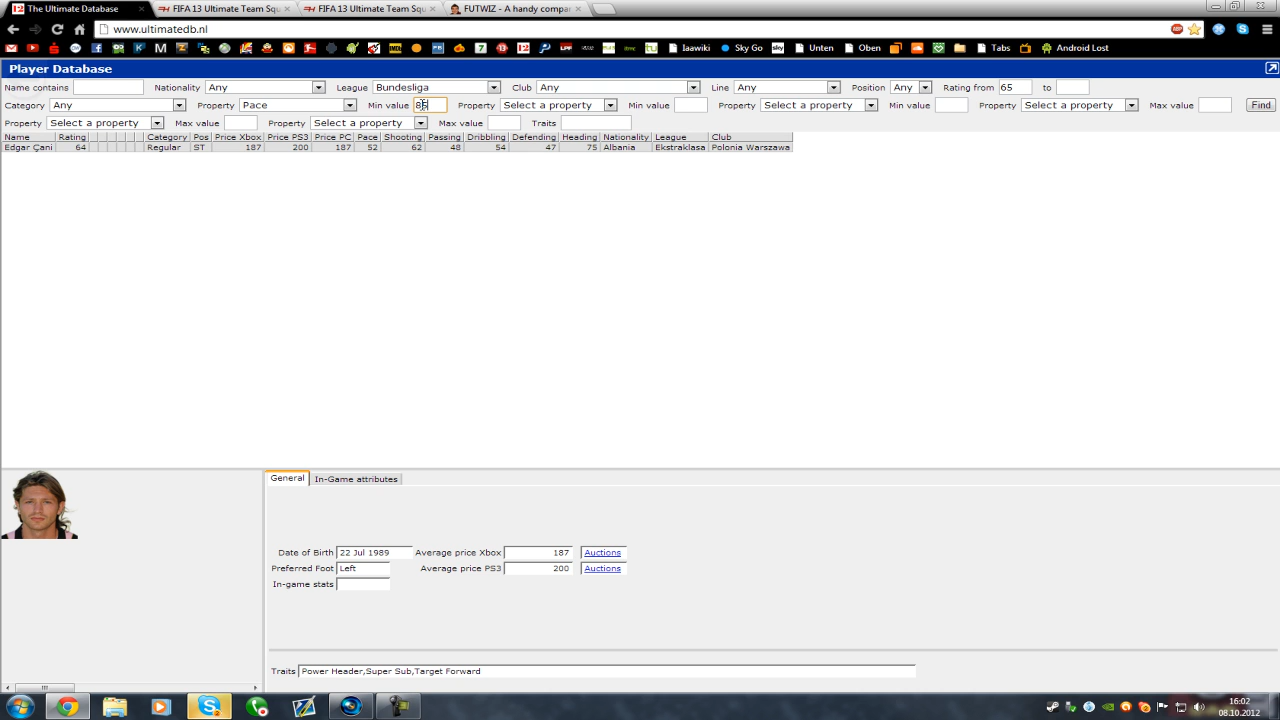 The Ultimate Database
FIFA 13 Ultimate Team Squ
FIFA 13 Ultimate Team Squ
FUTWIZ - A handy compar
www.ultimatedb.nl
Iaawiki Sky Go Unten Oben Tabs Android Lost
Player Database
Name contains Nationality Any League Bundesliga Club Any Line Any Position Any Rating from 65 to
Category Any Property Pace Min value 85 Property Select a property Min value Property Select a property Min value Property Select a property Max value Find
Property Select a property Max value Property Select a property Max value Traits
Name Rating Category Pos Price Xbox Price PS3 Price PC Pace Shooting Passing Dribbling Defending Heading Nationality League Club
Edgar Çani 64 Regular ST 187 200 187 52 62 48 54 47 75 Albania Ekstraklasa Polonia Warszawa
General In-Game attributes
Date of Birth 22 Jul 1989 Average price Xbox 187 Auctions
Preferred Foot Left Average price PS3 200 Auctions
In-game stats
Traits Power Header,Super Sub,Target Forward
16:02
08.10.2012